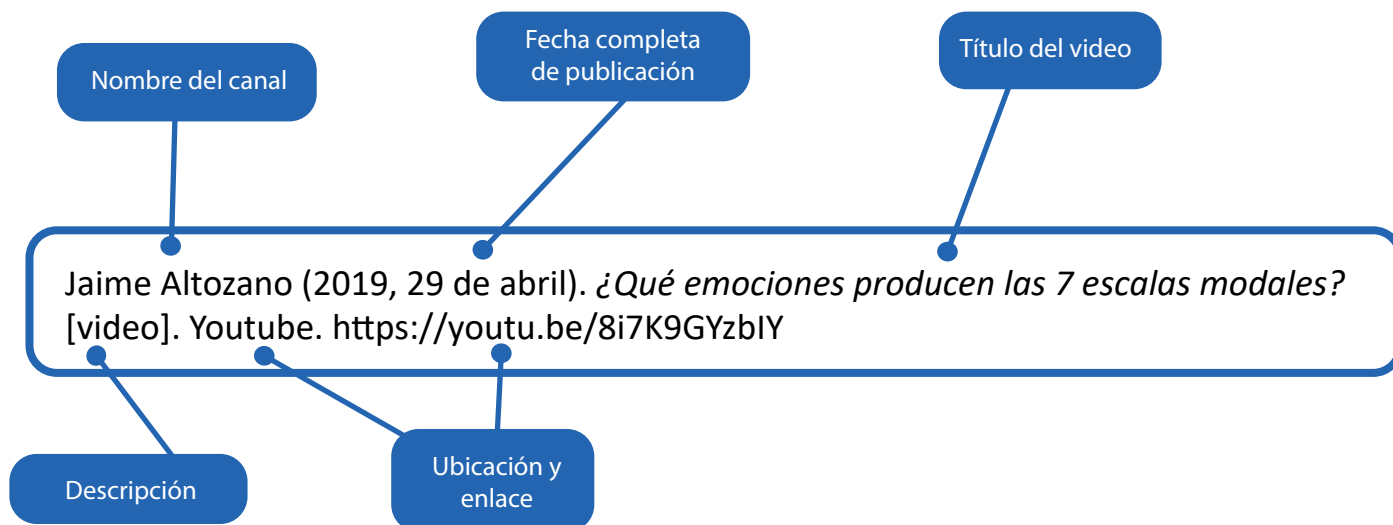 Nombre del canal
Fecha completa
de publicación
Título del video
Jaime Altozano (2019, 29 de abril). ¿Qué emociones producen las 7 escalas modales?
[video]. Youtube. https://youtu.be/8i7K9GYzbIY
Descripción
Ubicación y
enlace